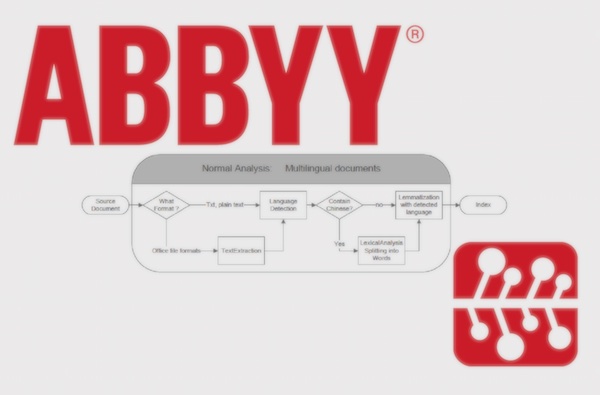 ABBYY®
Normal Analysis Multilingual documents
Source
Document
What
Format ?
Txt, plain text
Language
Detection
Contain
Chinese?
no
Lemmatization
with detected
language
Index
Office file formats
TextExtraction
Yes
LexicalAnalysis
Splitting into
Words